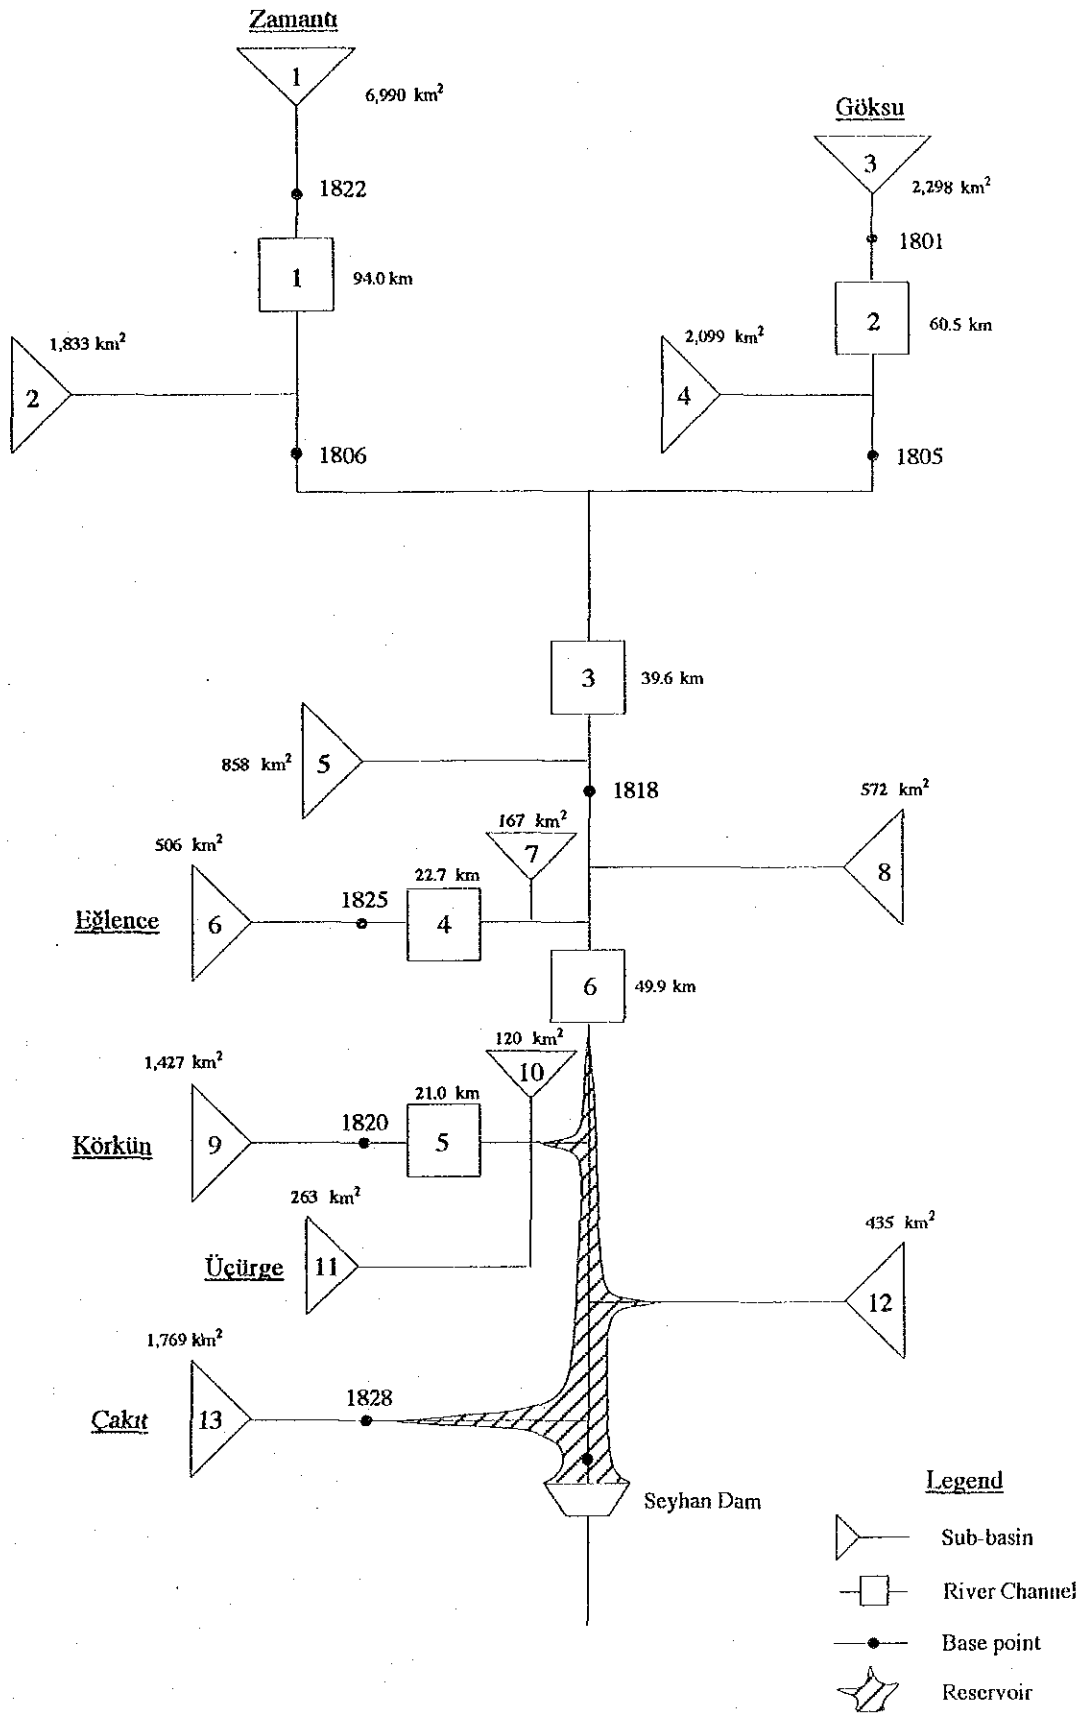 Zamantı
1
6,990 km²
Göksu
3
2,298 km²
1822
1801
1
94.0 km
2
60.5 km
1,833 km²
2
2,099 km²
4
1806
1805
3
39.6 km
858 km²
5
1818
572 km²
8
167 km²
7
506 km²
Eğlence
6
1825
22.7 km
4
6
49.9 km
120 km²
10
1,427 km²
Körkün
9
1820
21.0 km
5
263 km²
Üçürge
11
435 km²
12
1,769 km²
Çakıt
13
1828
Seyhan Dam
Legend
Sub-basin
River Channel
Base point
Reservoir